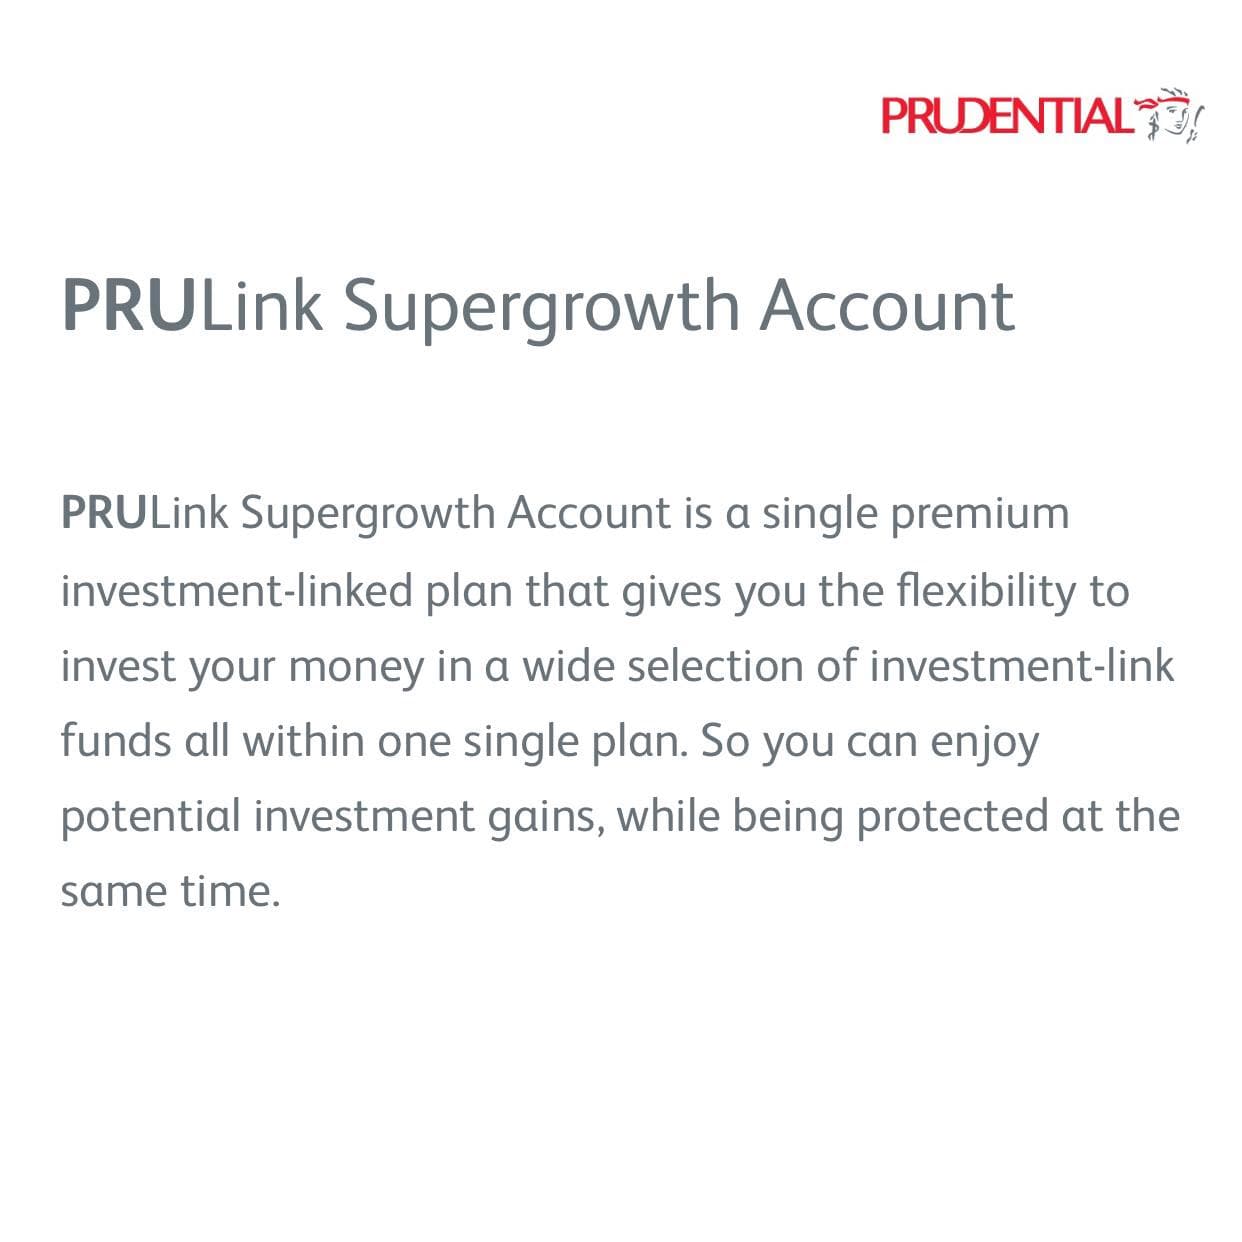 PRUDENTIAL
PRULink Supergrowth Account
PRULink Supergrowth Account is a single premium
investment-linked plan that gives you the flexibility to
invest your money in a wide selection of investment-link
funds all within one single plan. So you can enjoy
potential investment gains, while being protected at the
same time.